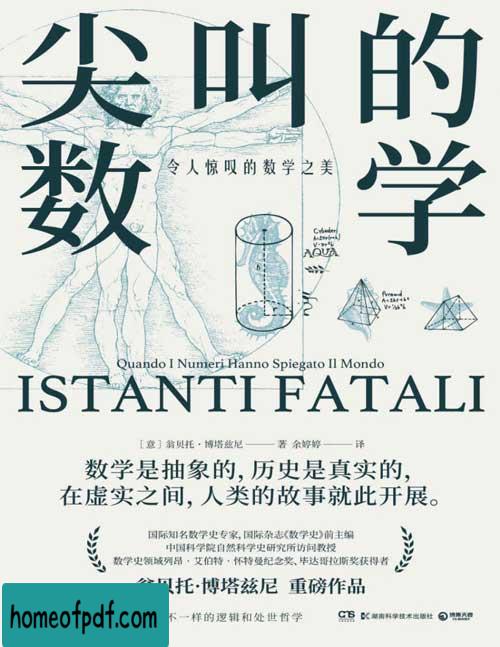 尖叫的
数学
令人惊叹的数学之美
Cylinder
AQUA
h
Pyramid
Quando I Numeri Hanno Spiegato Il Mondo
ISTANTI FATALI
［意］翁贝托·博塔兹尼——著 余婷婷——译
数学是抽象的，历史是真实的，
在虚实之间，人类的故事就此开展。
国际知名数学史专家，国际杂志《数学史》前主编
中国科学院自然科学史研究所访问教授
数学史领域列昂·艾伯特·怀特曼纪念奖、毕达哥拉斯奖获得者
翁贝托·博塔兹尼 重磅作品
不一样的逻辑和处世哲学
湖南科学技术出版社
博集天卷
homeofpdf.com